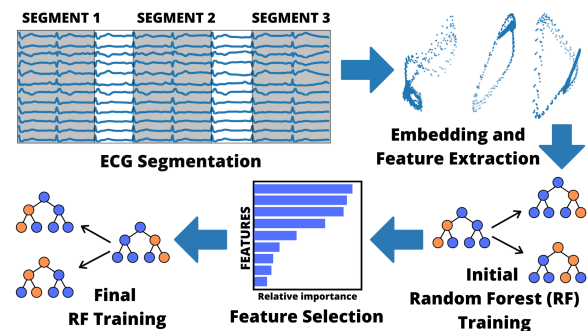 SEGMENT 1 SEGMENT 2 SEGMENT 3
ECG Segmentation
Embedding and
Feature Extraction
Initial
Random Forest (RF)
Training
FEATURES
Relative importance
Feature Selection
Final
RF Training